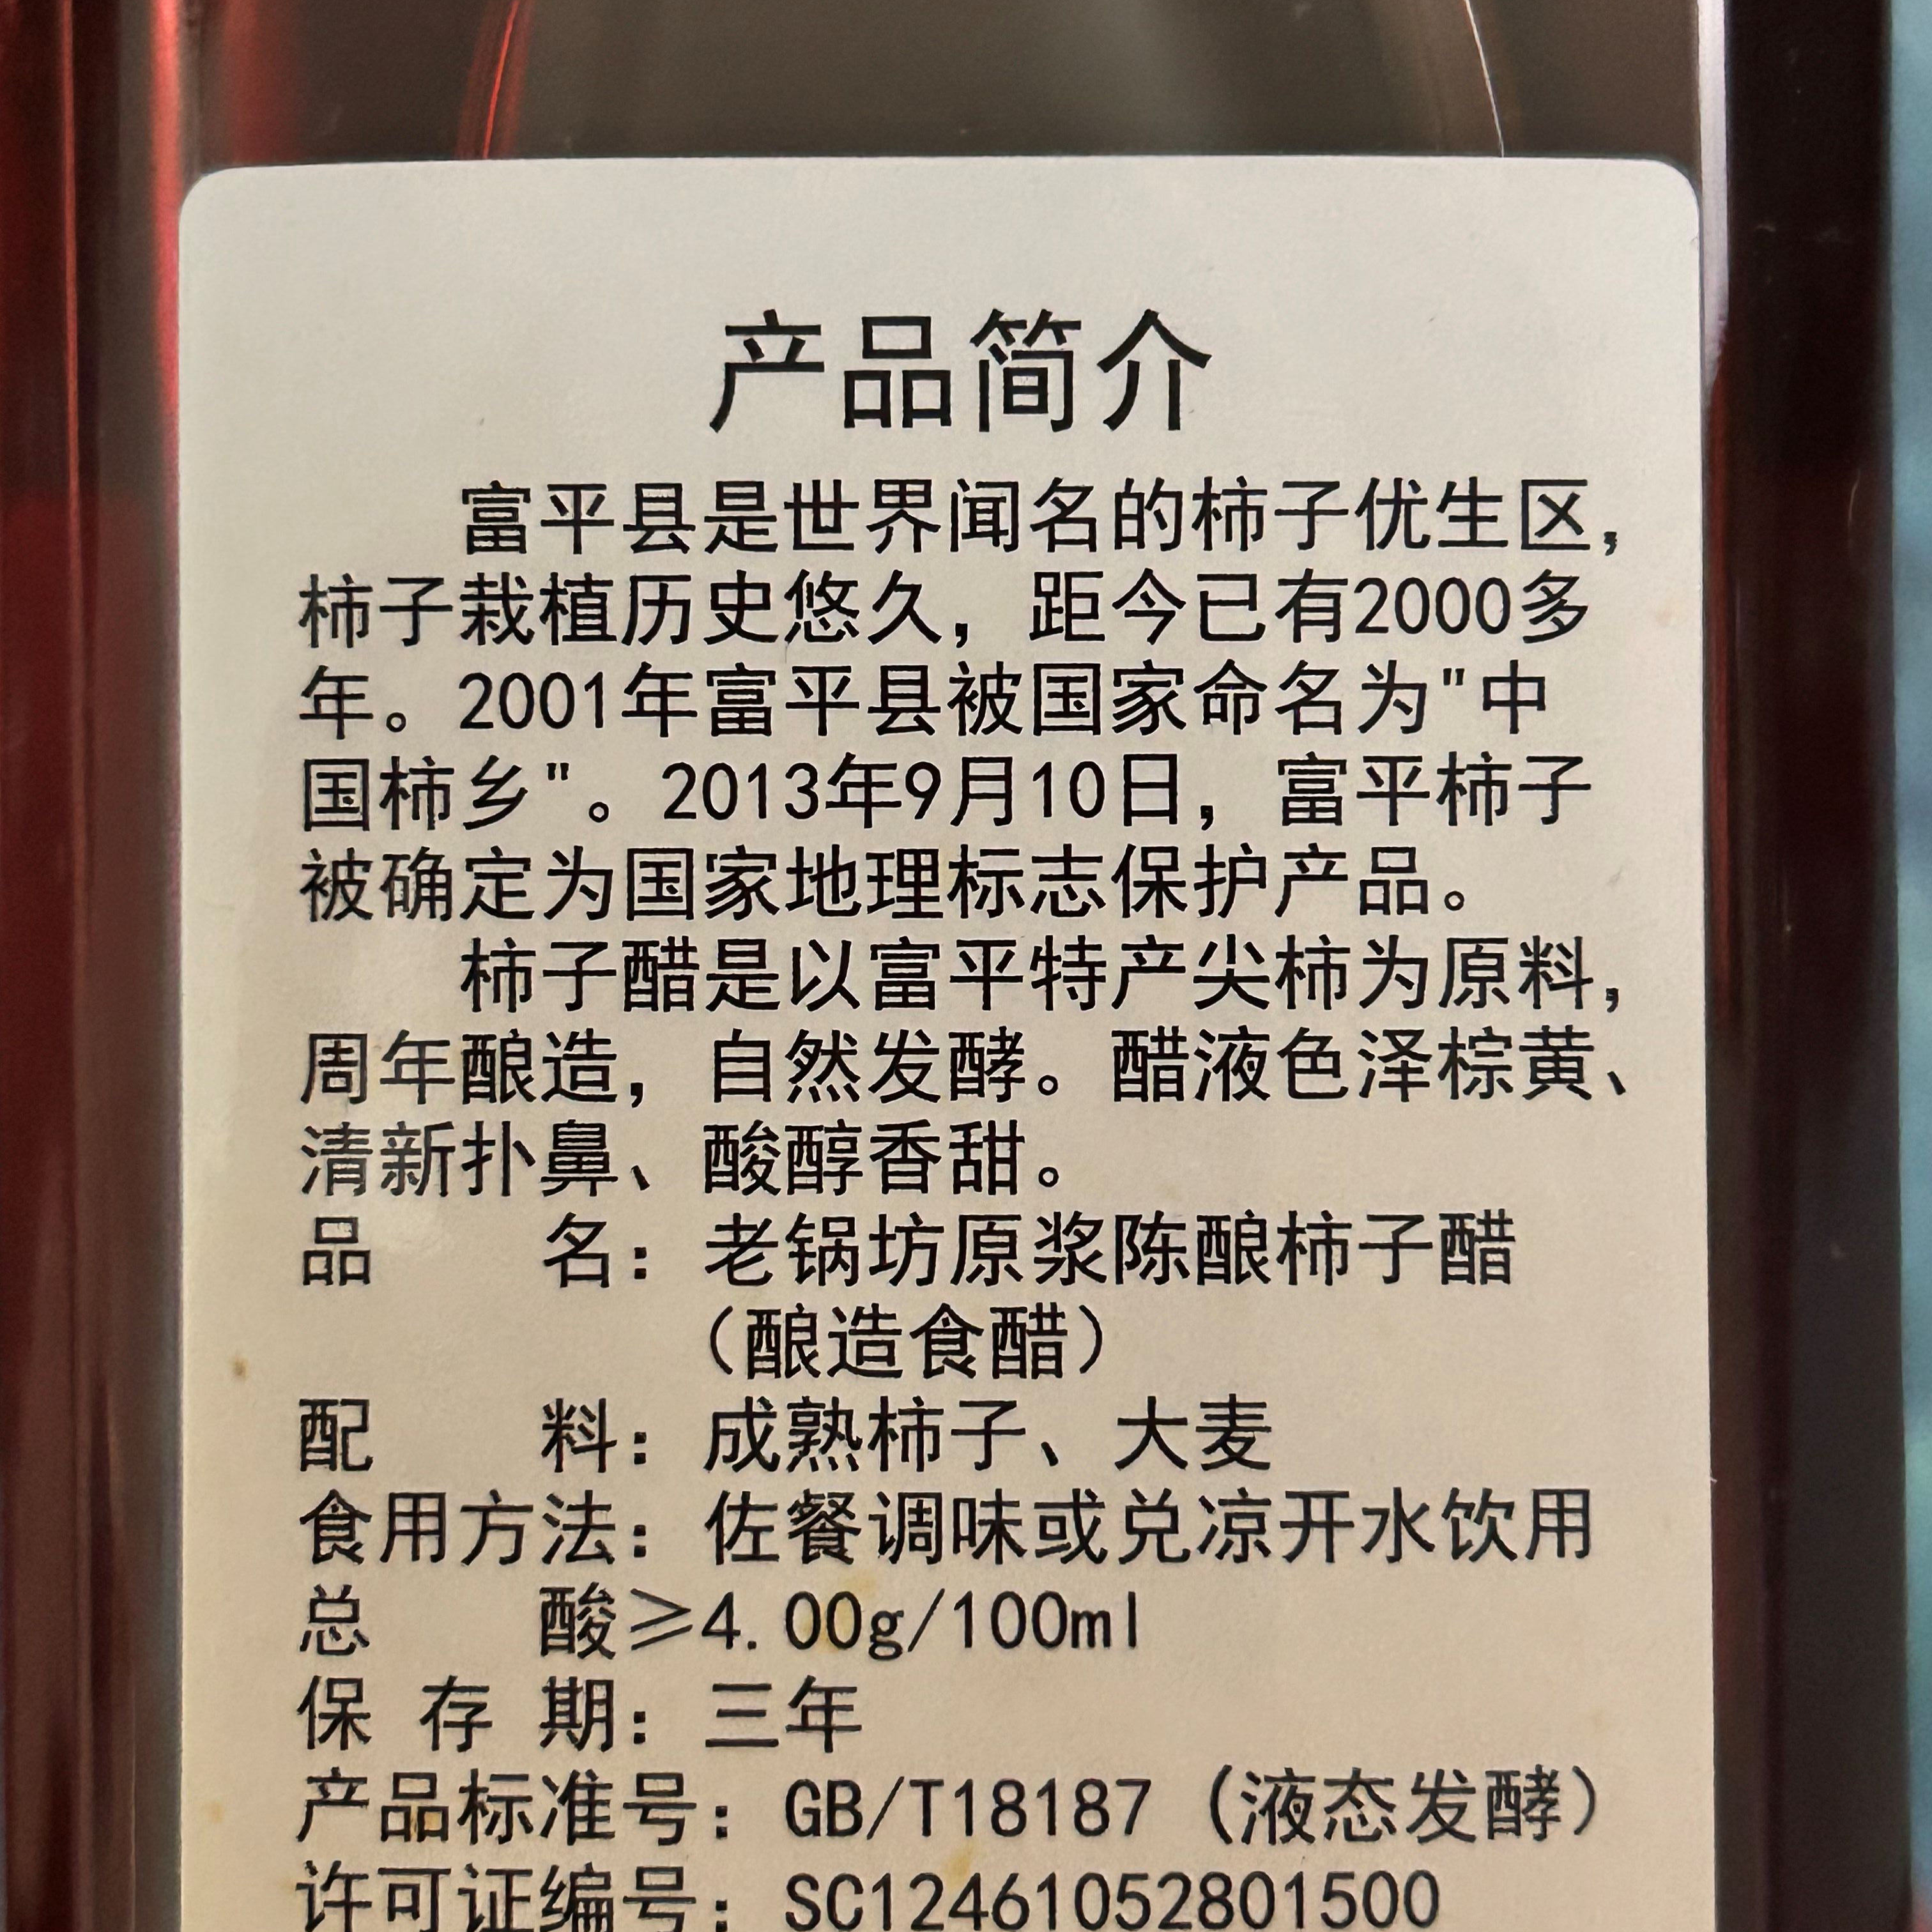 产品简介
富平县是世界闻名的柿子优生区，
柿子栽植历史悠久，距今已有2000多
年。2001年富平县被国家命名为"中
国柿乡"。2013年9月10日，富平柿子
被确定为国家地理标志保护产品。
柿子醋是以富平特产尖柿为原料，
周年酿造，自然发酵。醋液色泽棕黄、
清新扑鼻、酸醇香甜。
品 名：老锅坊原浆陈酿柿子醋
（酿造食醋）
配 料：成熟柿子、大麦
食用方法：佐餐调味或兑凉开水饮用
总 酸≥4.00g/100ml
保 存 期：三年
产品标准号：GB/T18187（液态发酵）
许可证编号：SC12461052801500